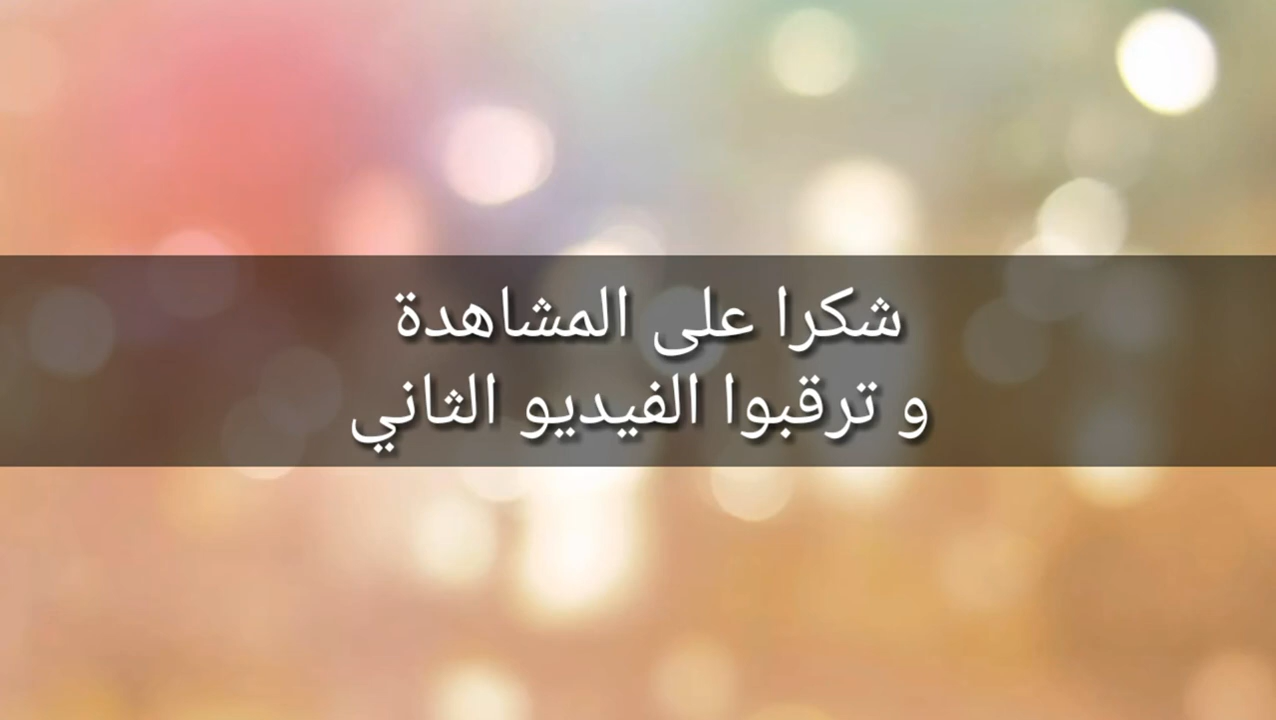 شكرا على المشاهدة
و ترقبوا الفيديو الثاني